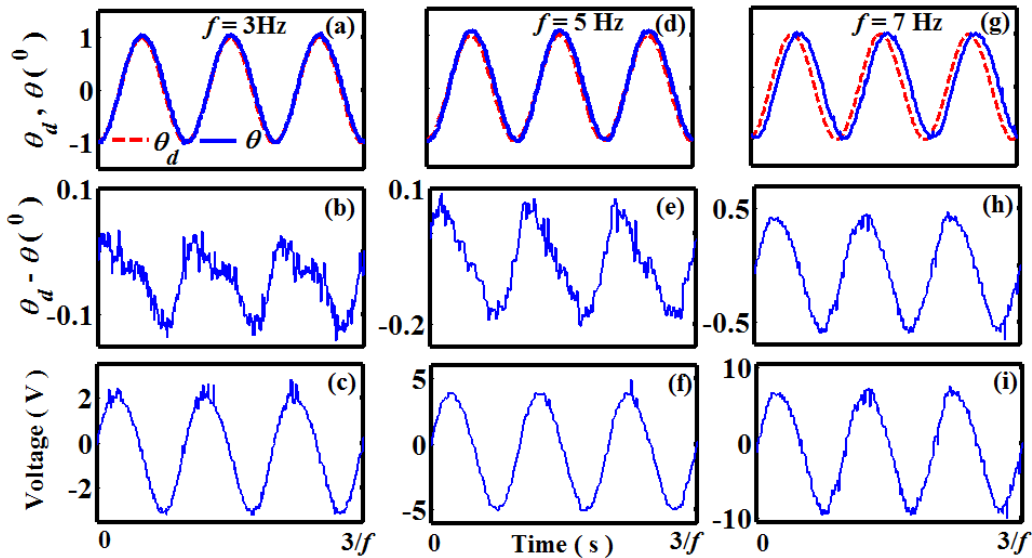 f = 3Hz (a)
f = 5 Hz (d)
f = 7 Hz (g)
θd , θ ( 0 )
1
0
-1
θd θ
0.1
-0.1
(b)
0.1
-0.2
(e)
0.5
-0.5
(h)
θd - θ ( 0 )
2
0
-2
(c)
5
0
-5
(f)
10
0
-10
(i)
Voltage ( V )
0 3/f 0 Time ( s ) 3/f 0 3/f